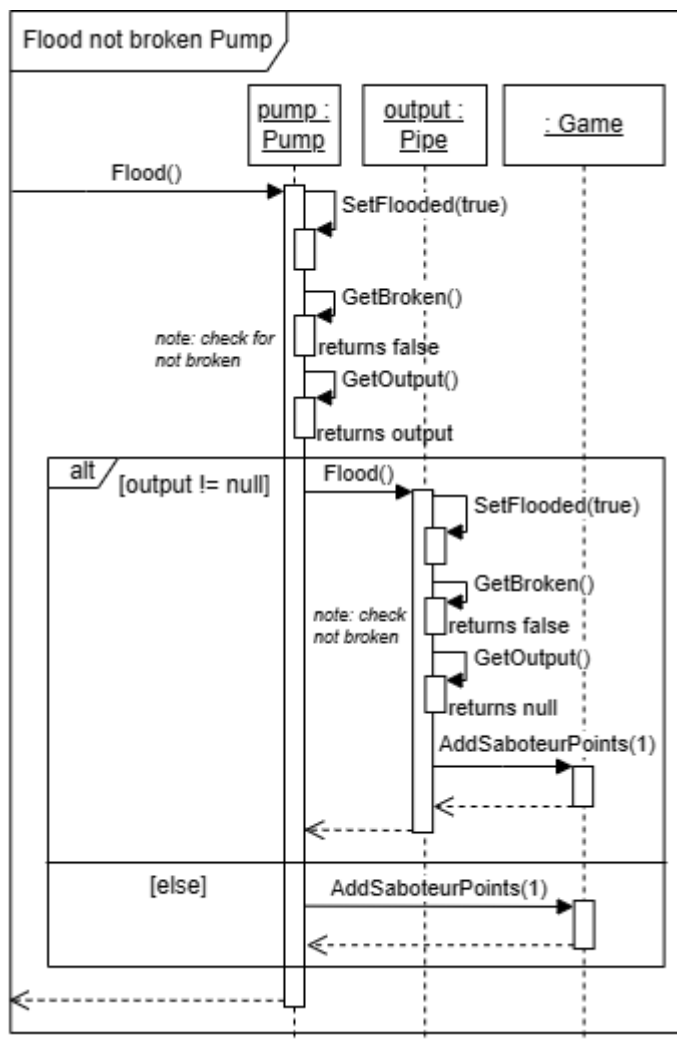 Flood not broken Pump
pump :
Pump
output :
Pipe
: Game
Flood()
SetFlooded(true)
GetBroken()
note: check for
not broken
returns false
GetOutput()
returns output
alt
[output != null]
Flood()
SetFlooded(true)
GetBroken()
note: check
not broken
returns false
GetOutput()
returns null
AddSaboteurPoints(1)
[else]
AddSaboteurPoints(1)